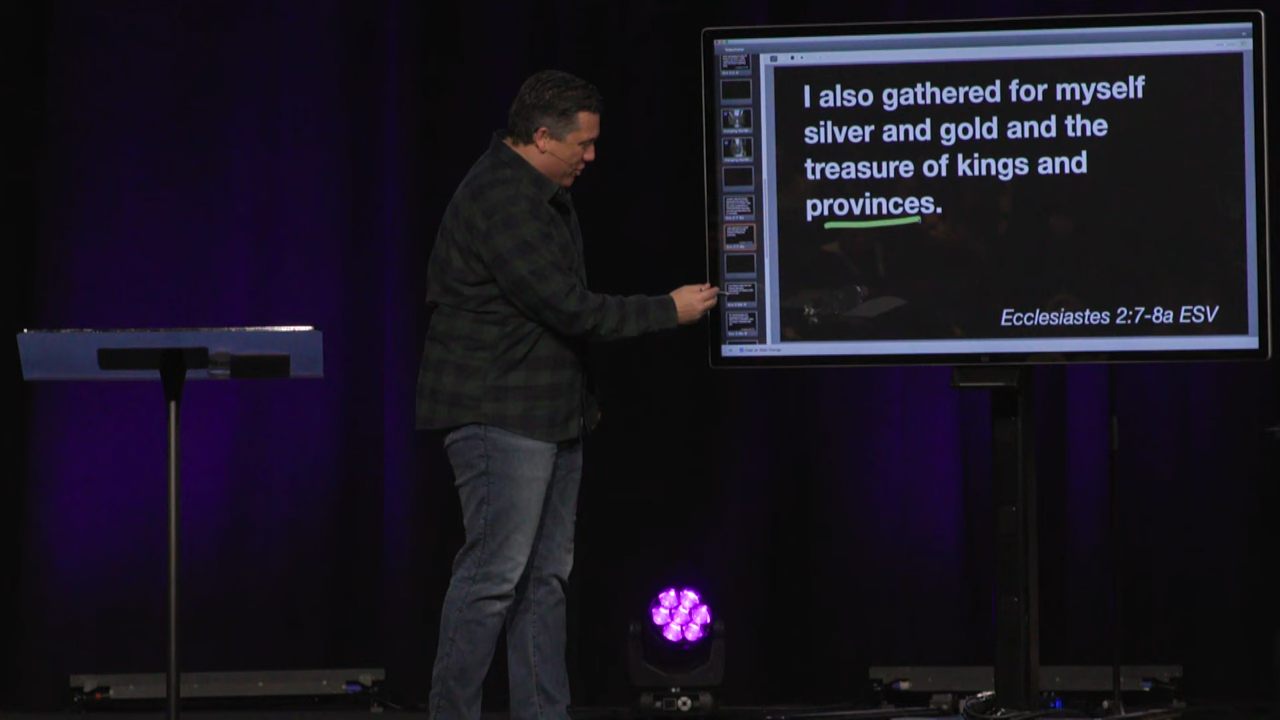 I also gathered for myself
silver and gold and the
treasure of kings and
provinces.
Ecclesiastes 2:7-8a ESV